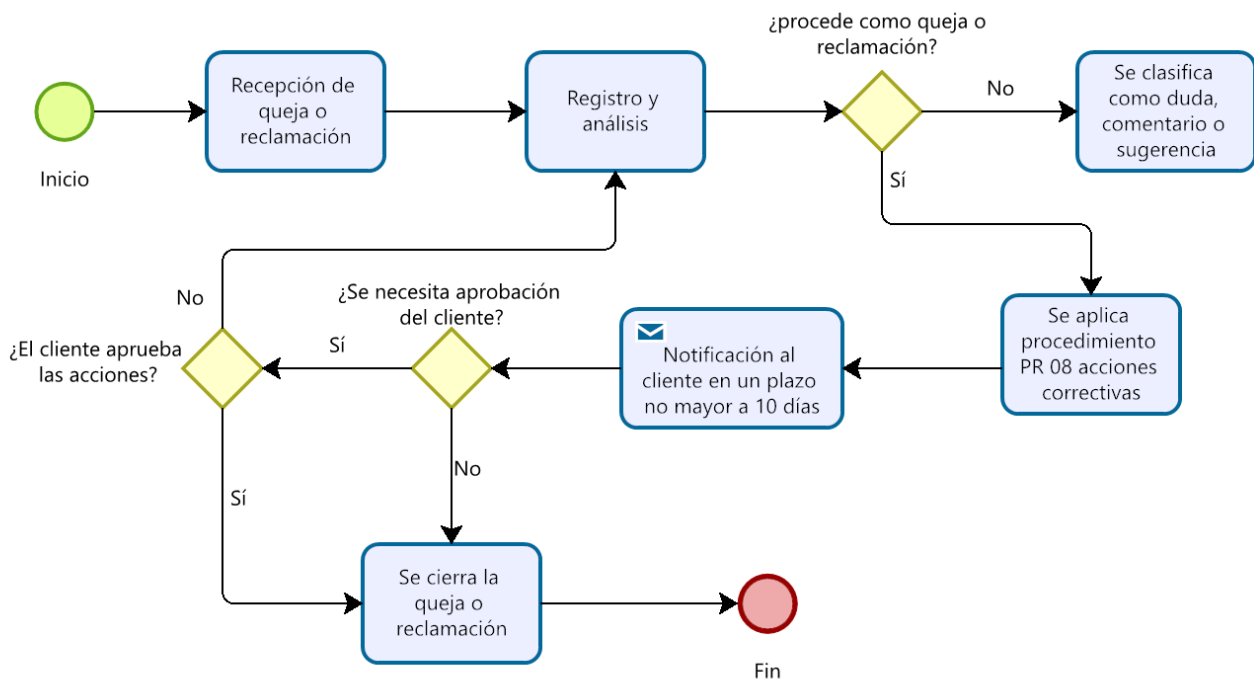 ¿procede como queja o
reclamación?
Recepción de
queja o
reclamación
Registro y
análisis
No
Se clasifica
como duda,
comentario o
sugerencia
Inicio
Sí
¿Se necesita aprobación
del cliente?
No
¿El cliente aprueba
las acciones?
Sí
Notificación al
cliente en un plazo
no mayor a 10 días
Se aplica
procedimiento
PR 08 acciones
correctivas
No
Sí
Se cierra la
queja o
reclamación
Fin